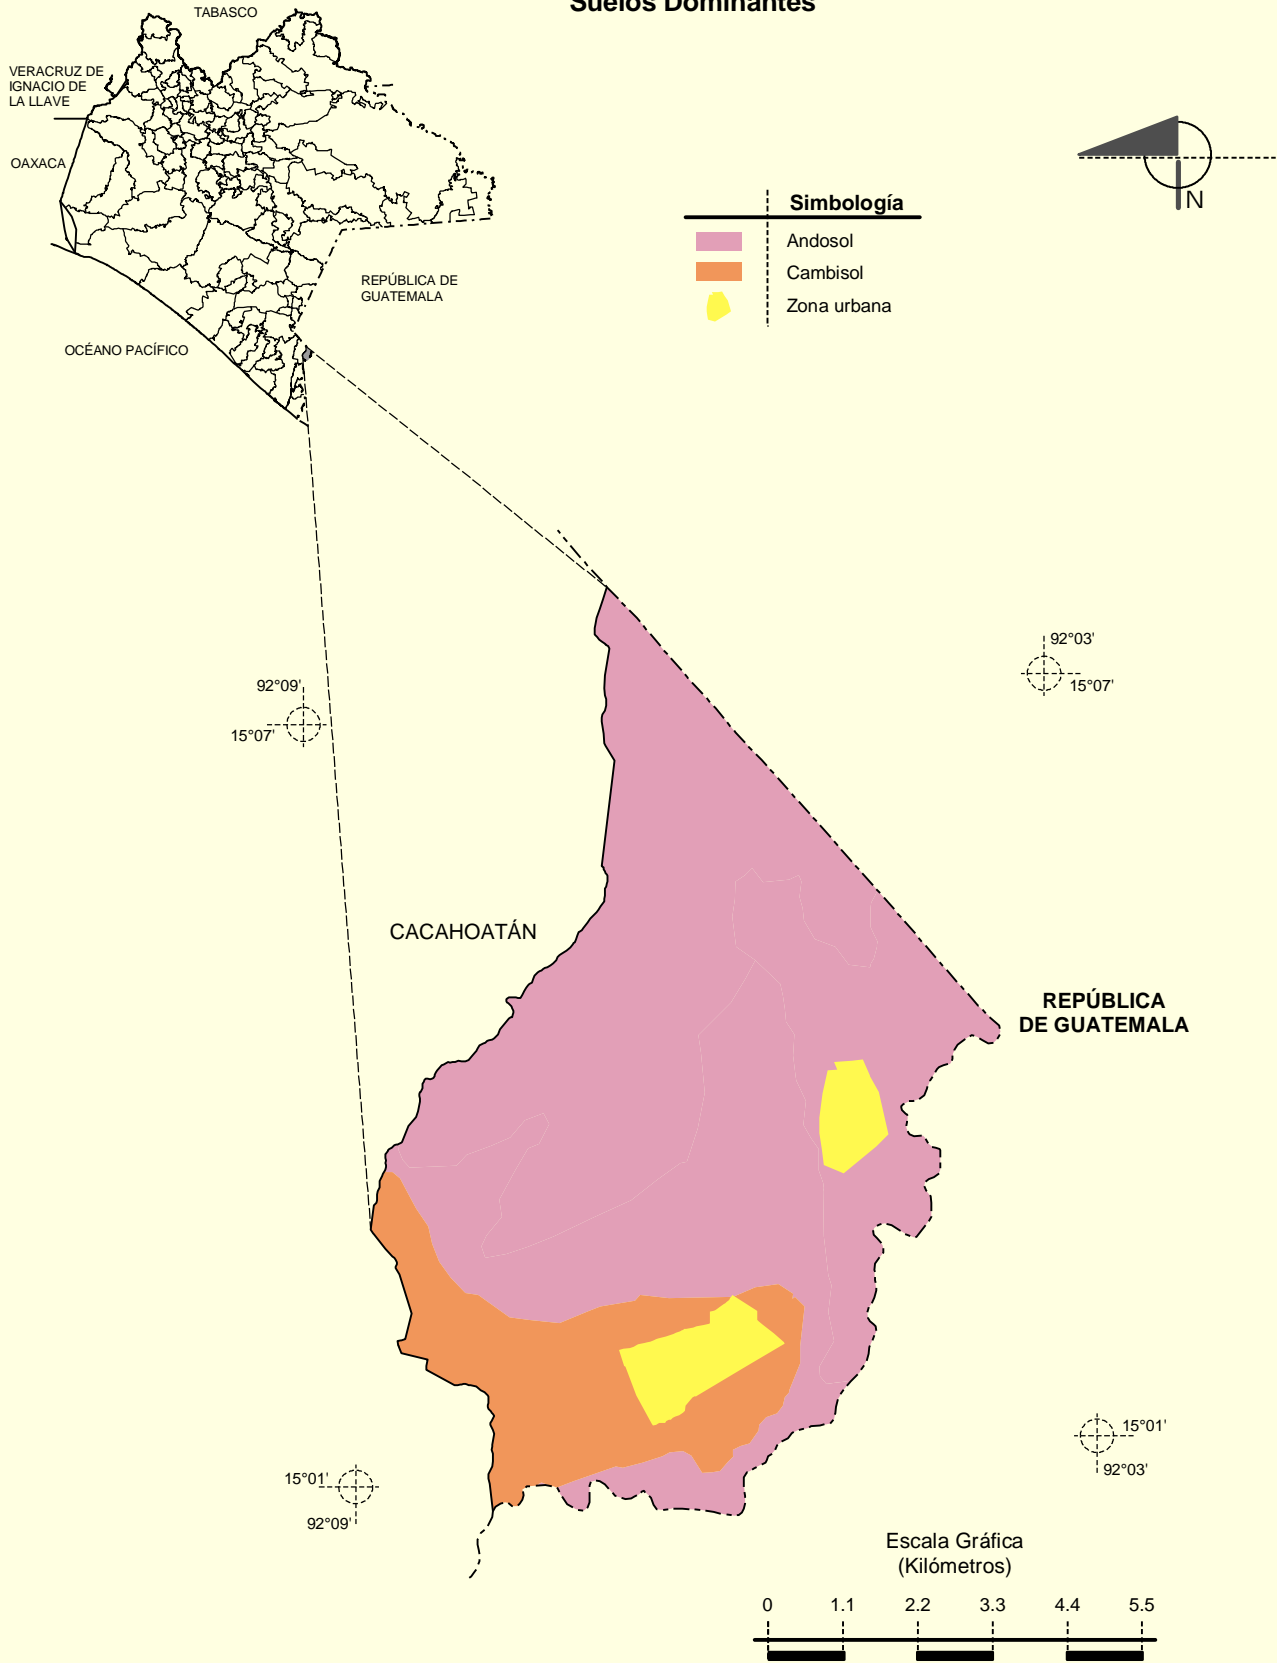 Suelos Dominantes
TABASCO
VERACRUZ DE
IGNACIO DE
LA LLAVE
OAXACA
REPÚBLICA DE
GUATEMALA
OCÉANO PACÍFICO
N
Simbología
Andosol
Cambisol
Zona urbana
92°03'
15°07'
92°09'
15°07'
CACAHOATÁN
REPÚBLICA
DE GUATEMALA
15°01'
92°03'
15°01'
92°09'
Escala Gráfica
(Kilómetros)
0 1.1 2.2 3.3 4.4 5.5